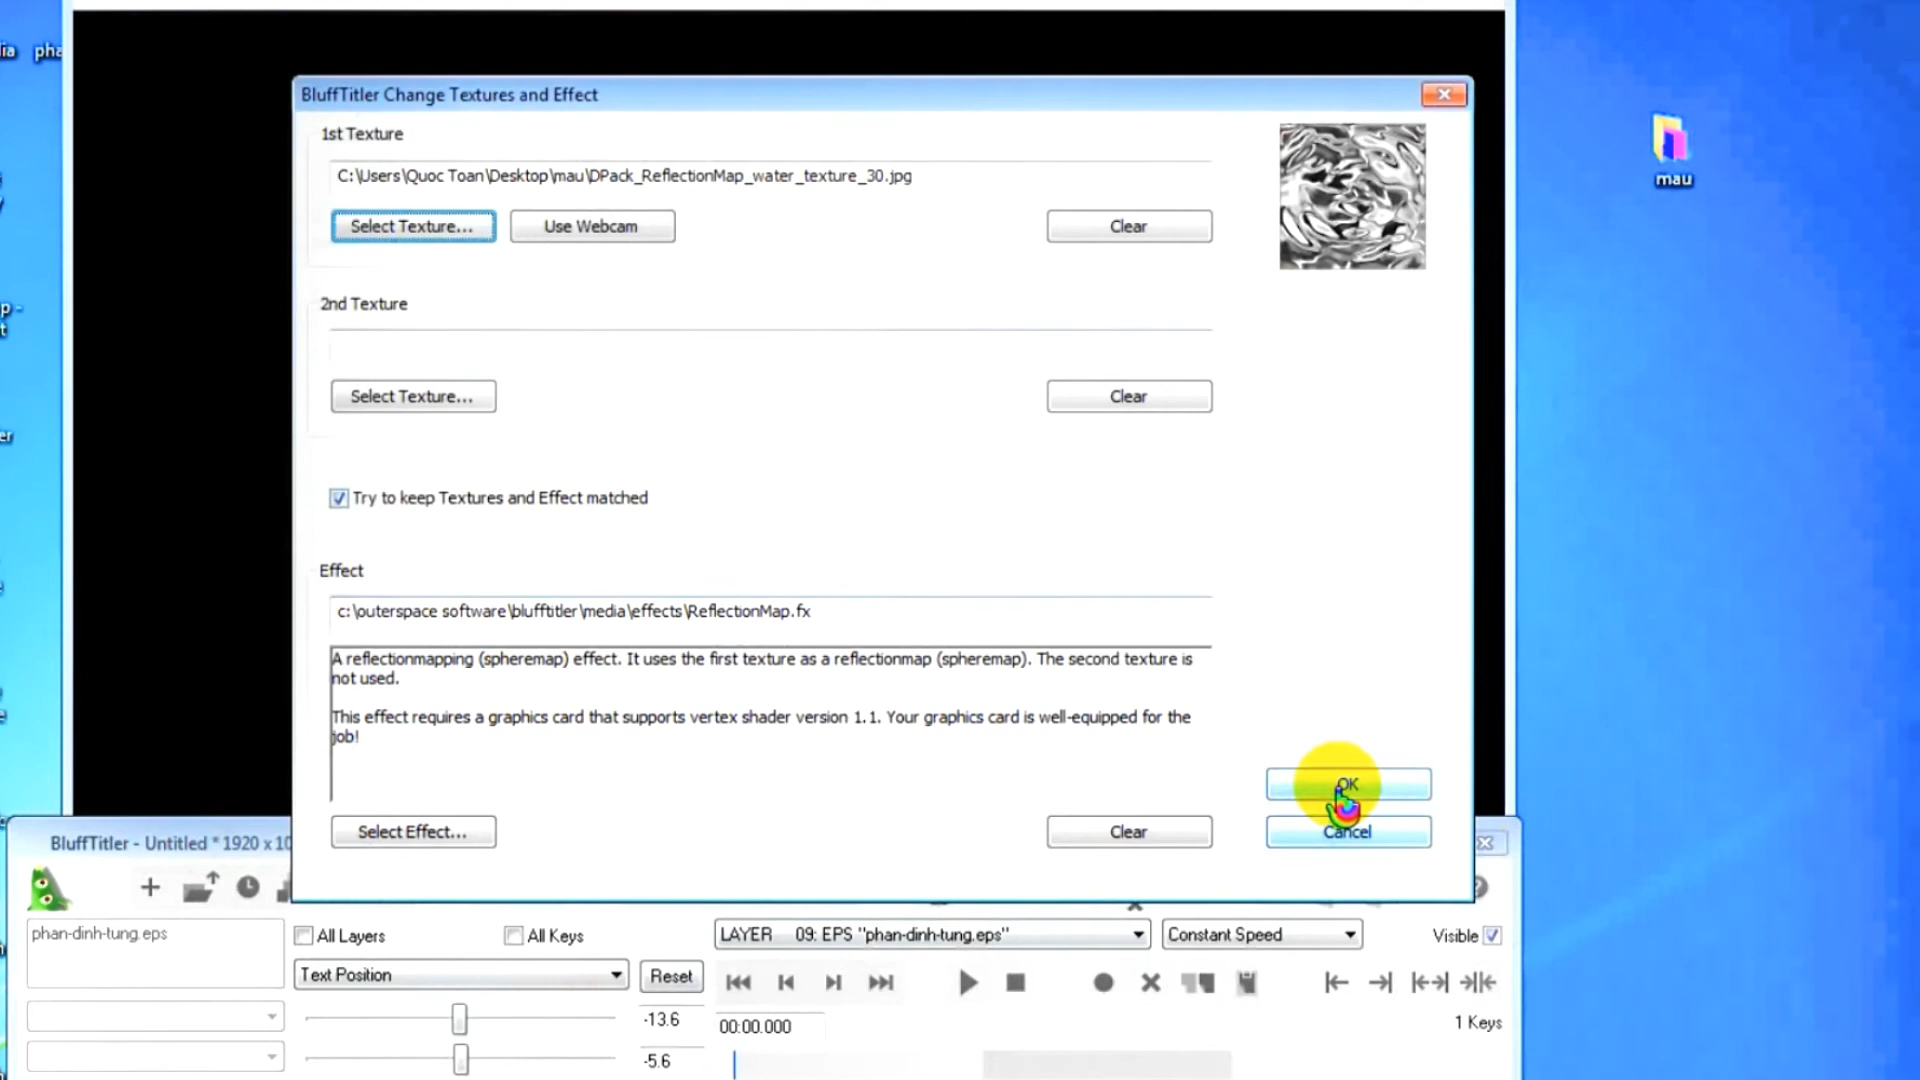 ia
pha
BluffTitler Change Textures and Effect
1st Texture
C:\Users\Quoc Toan\Desktop\mau\DPack_ReflectionMap_water_texture_30.jpg
Select Texture...
Use Webcam
Clear
mau
2nd Texture
p -
t
Select Texture...
Clear
er
Try to keep Textures and Effect matched
Effect
c:\outerspace software\blufftitler\media\effects\ReflectionMap.fx
A reflectionmapping (spheremap) effect. It uses the first texture as a reflectionmap (spheremap). The second texture is
not used.
This effect requires a graphics card that supports vertex shader version 1.1. Your graphics card is well-equipped for the
job!
OK
Select Effect...
Clear
Cancel
BluffTitler - Untitled * 1920 x 10
phan-dinh-tung.eps
All Layers
All Keys
LAYER 09: EPS "phan-dinh-tung.eps"
Constant Speed
Visible
Text Position
Reset
-13.6
00:00.000
1 Keys
-5.6